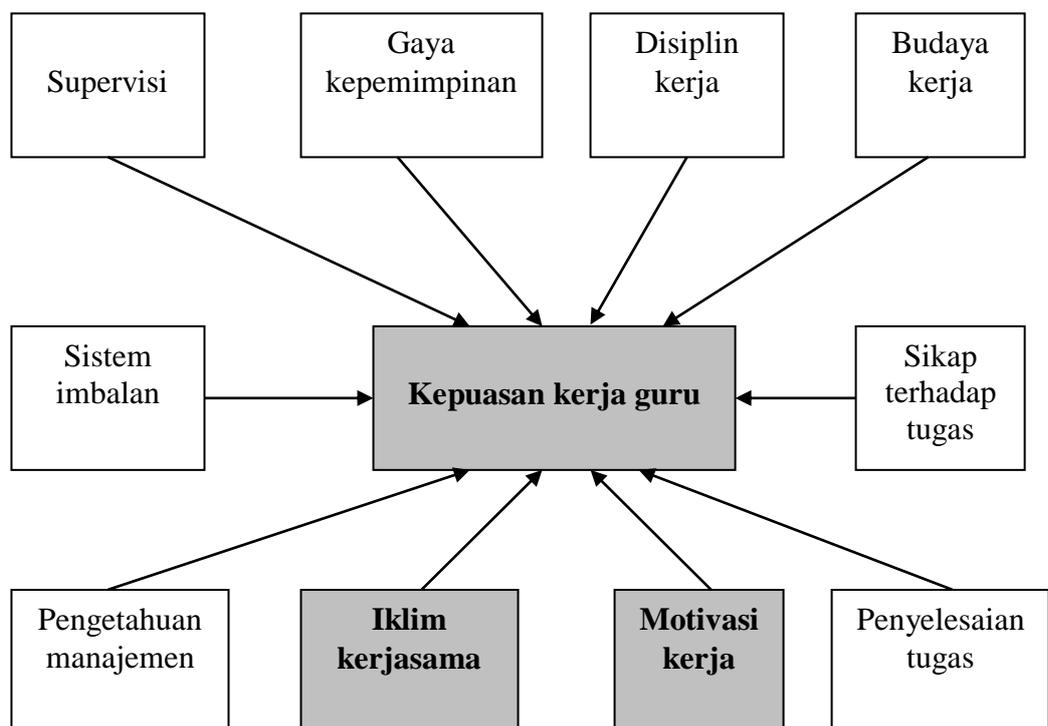 Supervisi
Gaya
kepemimpinan
Disiplin
kerja
Budaya
kerja
Sistem
imbalan
Kepuasan kerja guru
Sikap
terhadap
tugas
Pengetahuan
manajemen
Iklim
kerjasama
Motivasi
kerja
Penyelesaian
tugas